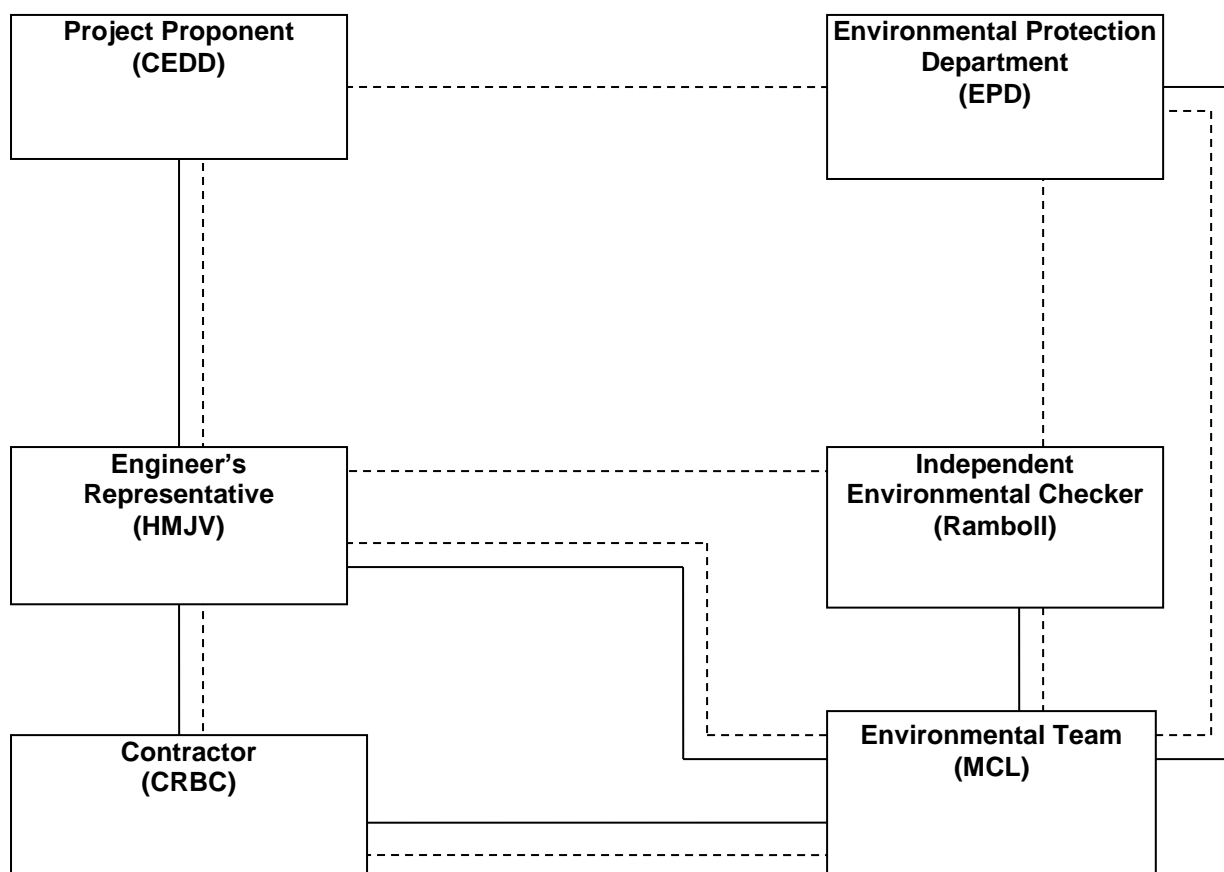 Project Proponent
(CEDD)
Environmental Protection
Department
(EPD)
Engineer’s
Representative
(HMJV)
Independent
Environmental Checker
(Ramboll)
Contractor
(CRBC)
Environmental Team
(MCL)